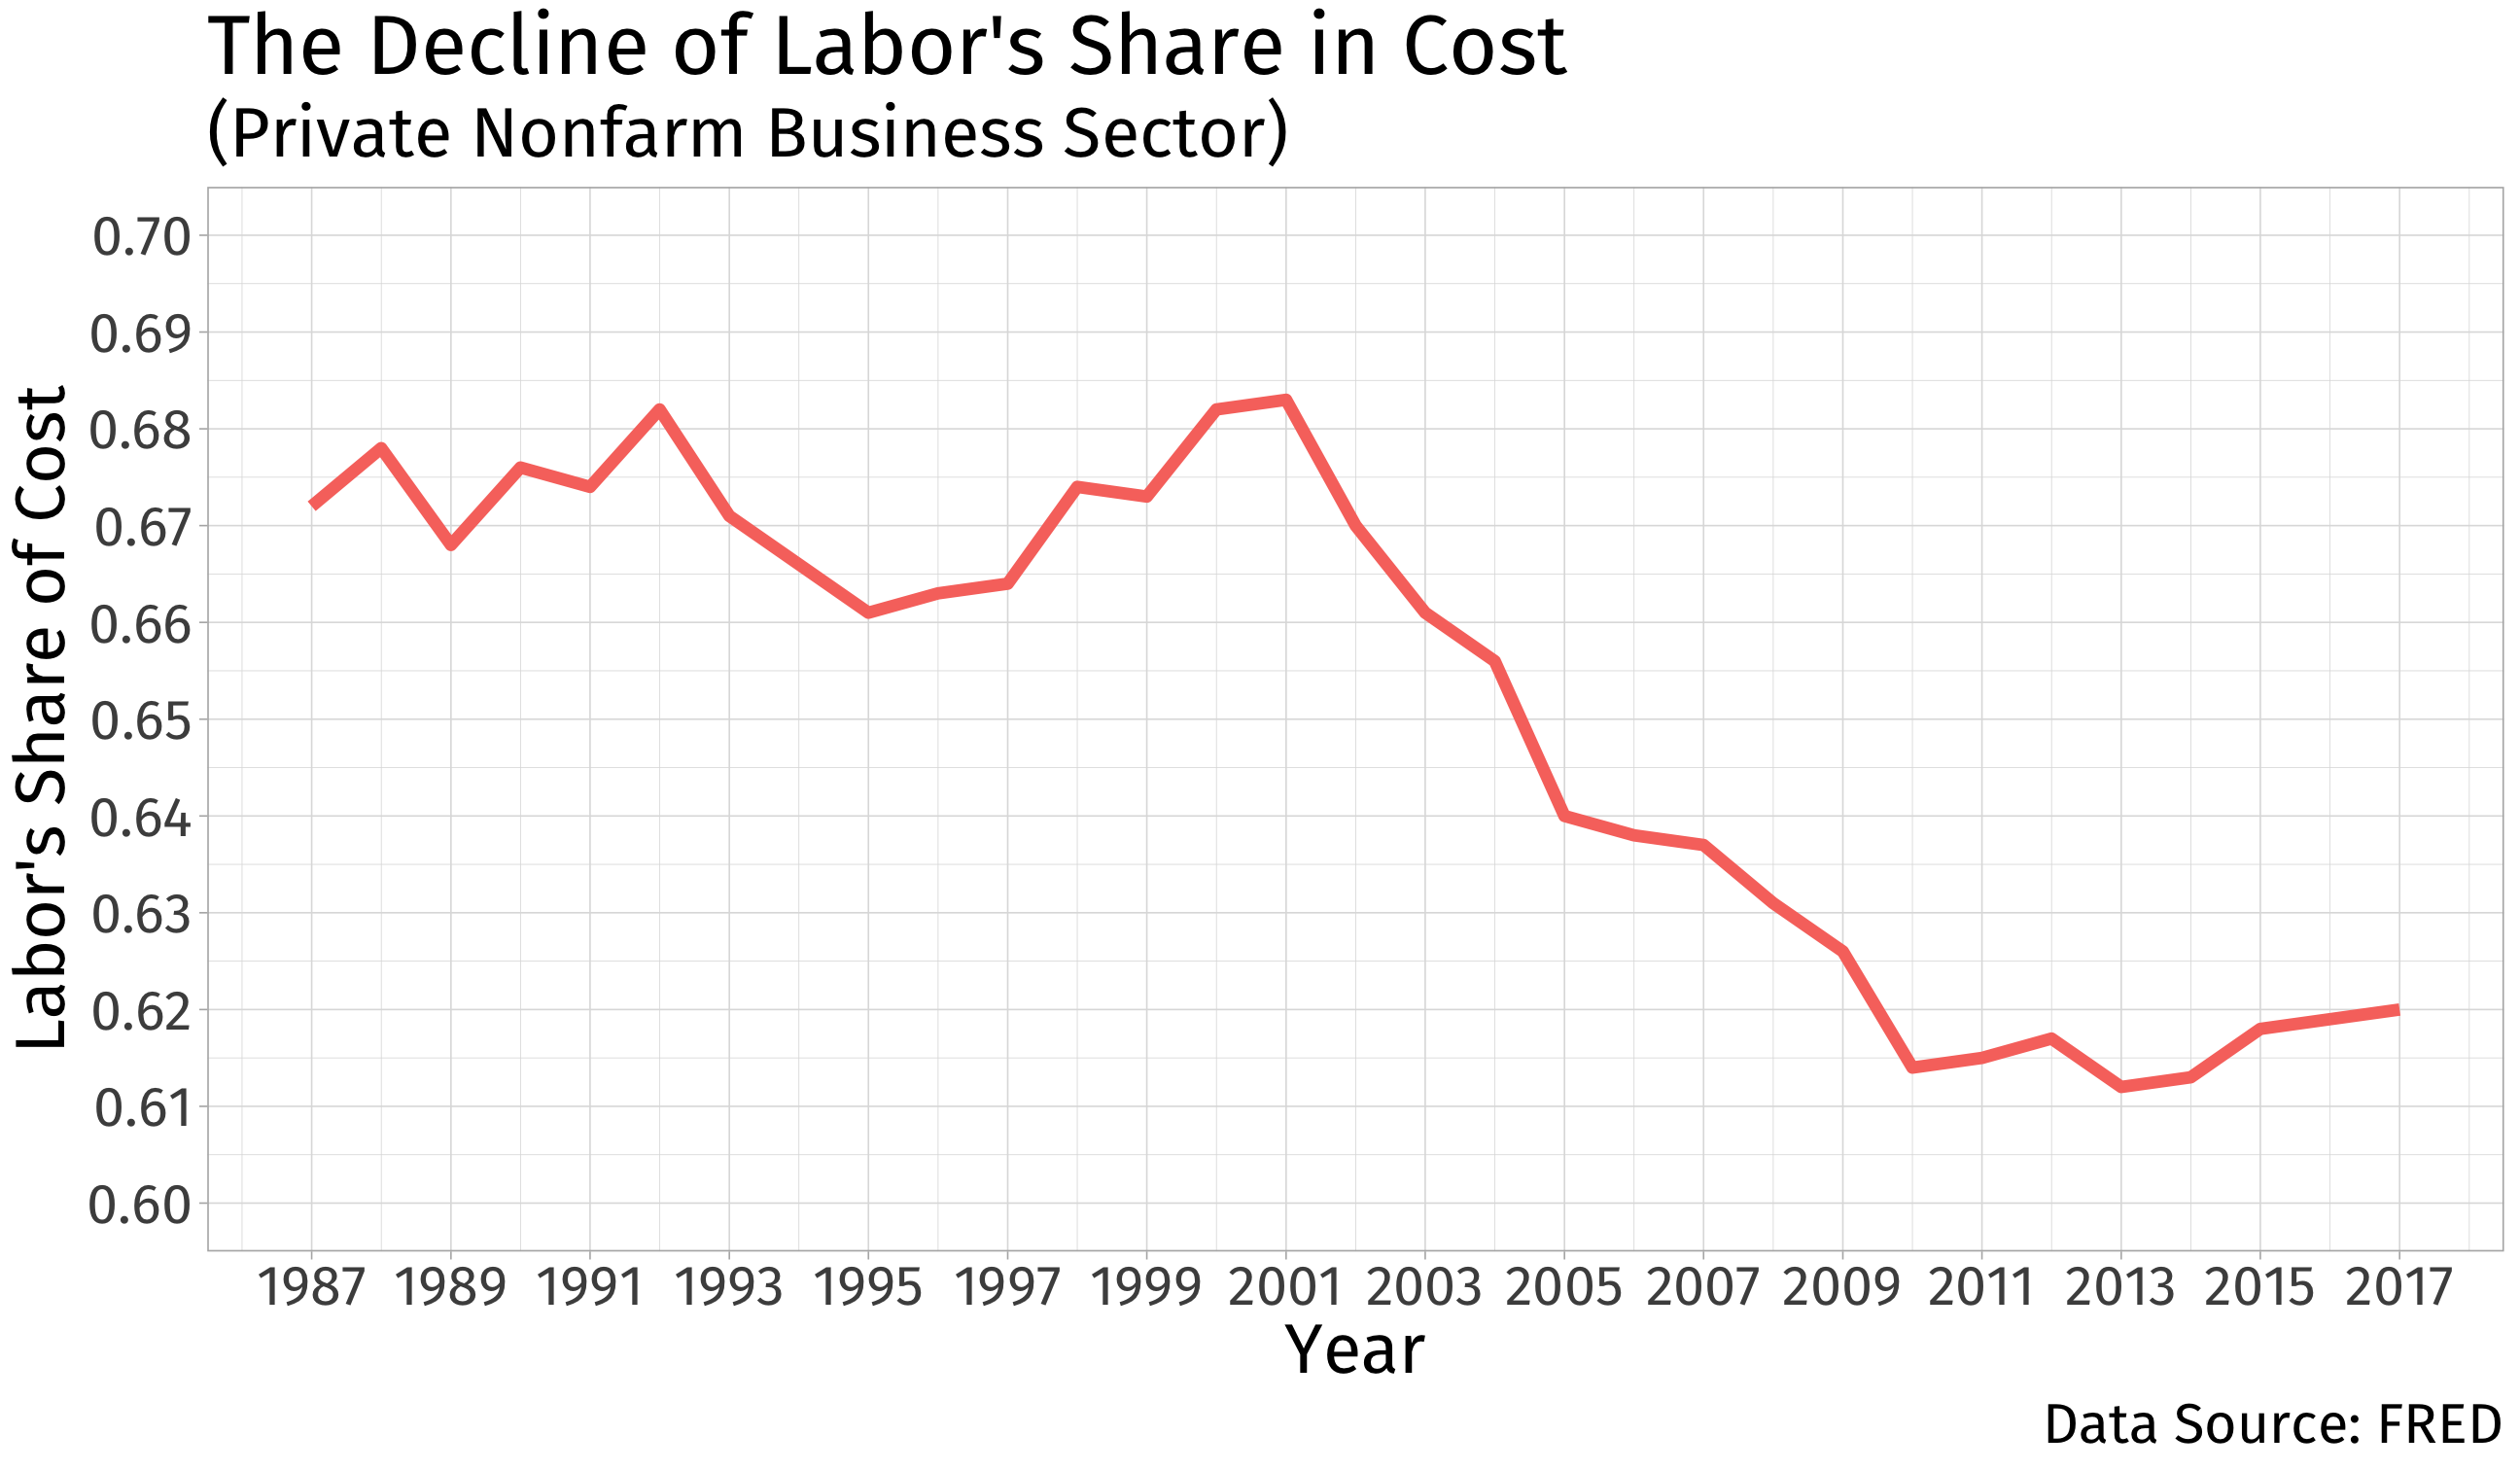 The Decline of Labor's Share in Cost
(Private Nonfarm Business Sector)
Labor's Share of Cost
0.70
0.69
0.68
0.67
0.66
0.65
0.64
0.63
0.62
0.61
0.60
1987 1989 1991 1993 1995 1997 1999 2001 2003 2005 2007 2009 2011 2013 2015 2017
Year
Data Source: FRED